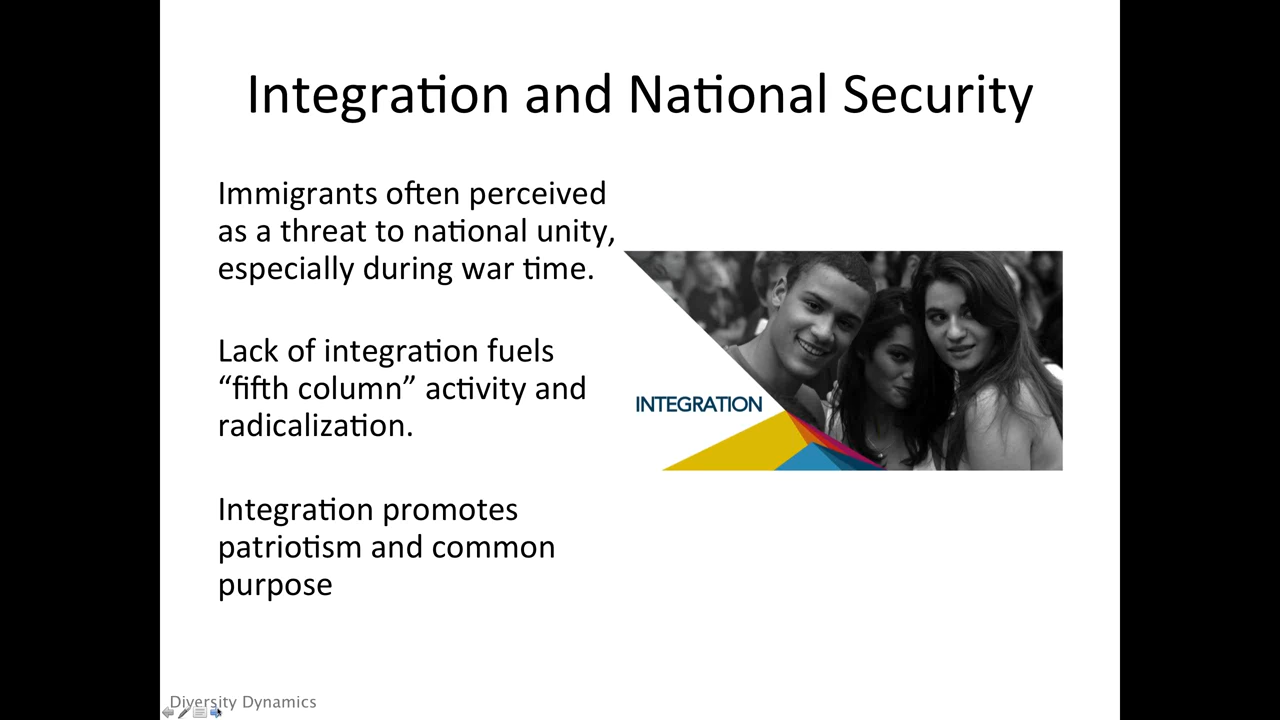 Integration and National Security
Immigrants often perceived
as a threat to national unity,
especially during war time.
Lack of integration fuels
“fifth column” activity and
radicalization.
INTEGRATION
Integration promotes
patriotism and common
purpose
Diversity Dynamics